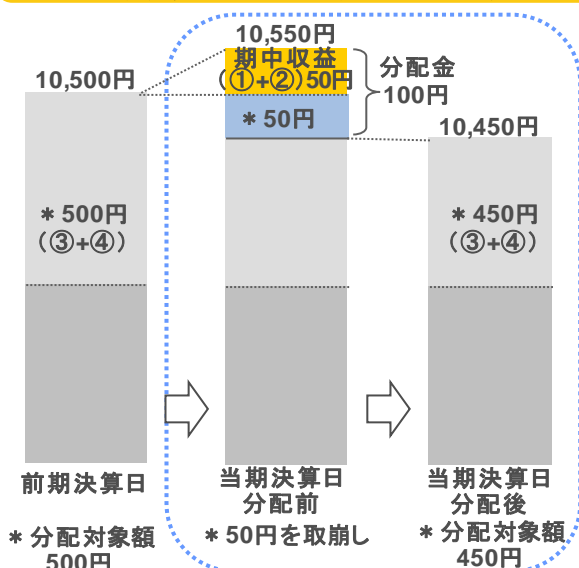 10,550円
期中収益
（①+②）50円
分配金
100円
10,500円
＊50円
10,450円
＊500円
（③+④）
＊450円
（③+④）
前期決算日
当期決算日
分配前
当期決算日
分配後
＊分配対象額
500円
＊50円を取崩し
＊分配対象額
450円